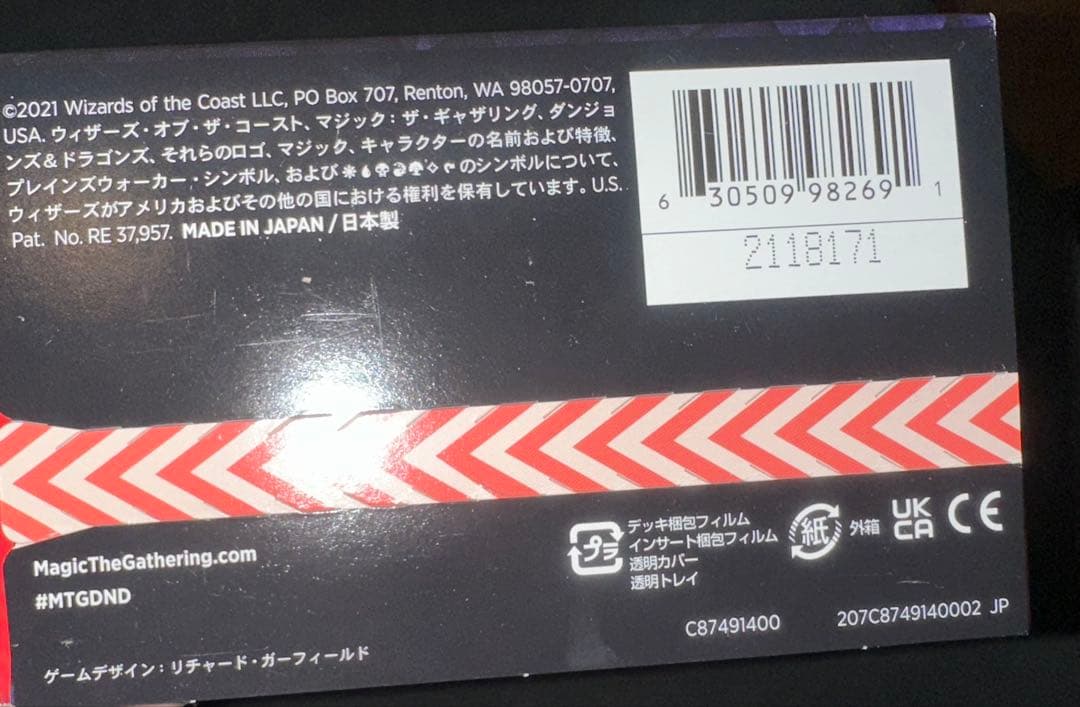 ©2021 Wizards of the Coast LLC, PO Box 707, Renton, WA 98057-0707,
USA. ウィザーズ・オブ・ザ・コースト、マジック：ザ・ギャザリング、ダンジョ
ンズ＆ドラゴンズ、それらのロゴ、マジック、キャラクターの名前および特徴、
プレインズウォーカー・シンボル、および のシンボルについて、
ウィザーズがアメリカおよびその他の国における権利を保有しています。U.S.
Pat. No. RE 37,957. MADE IN JAPAN / 日本製
6 30509 98269 1
2118171
プラ
デッキ梱包フィルム
インサート梱包フィルム
透明カバー
透明トレイ
紙 外箱
UK
CA
CE
MagicTheGathering.com
#MTGDND
C87491400
207C8749140002 JP
ゲームデザイン：リチャード・ガーフィールド